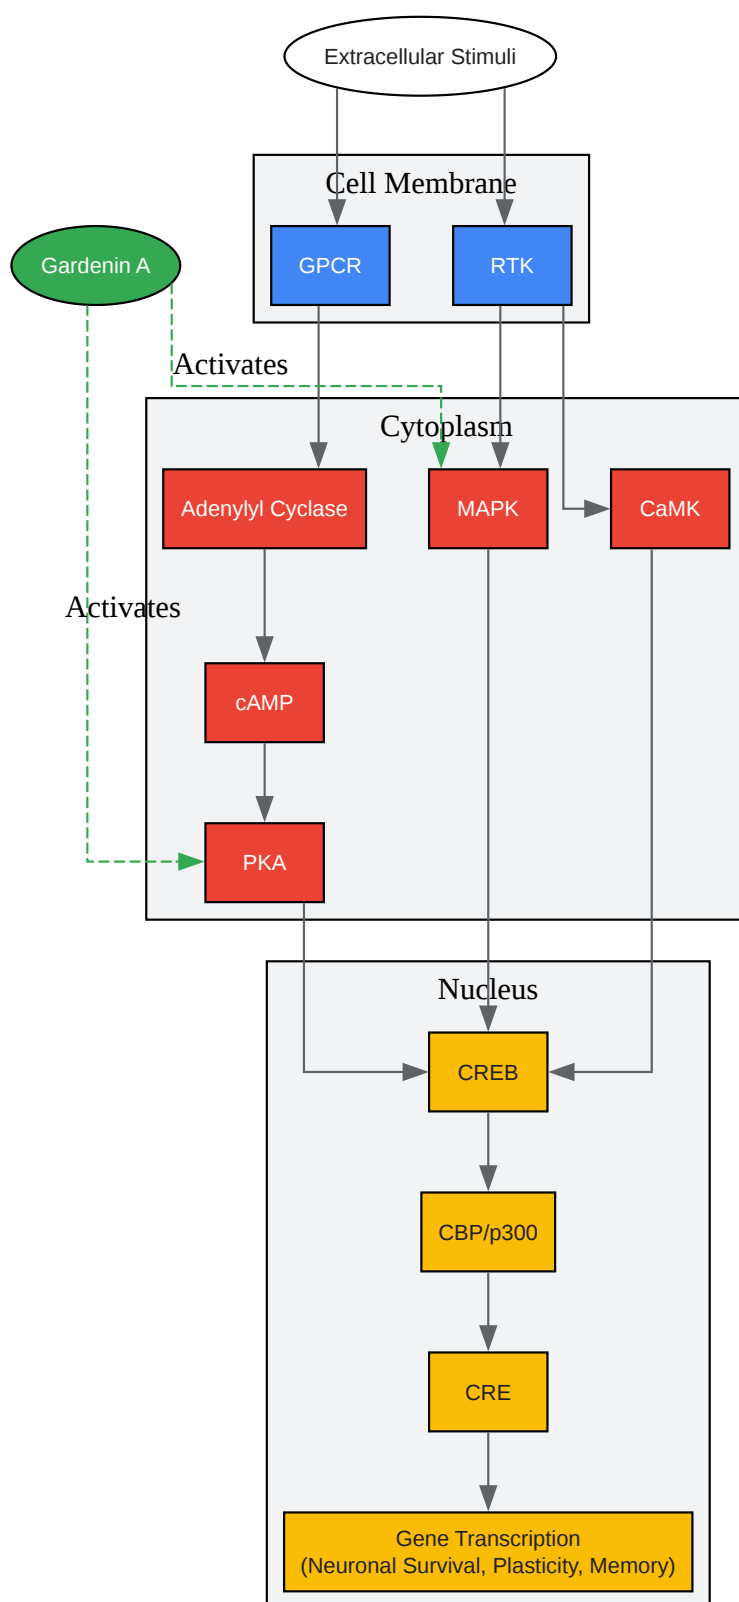 Extracellular Stimuli
Cell Membrane
Gardenin A
GPCR
RTK
Activates
Cytoplasm
Adenylyl Cyclase
MAPK
CaMK
Activates
cAMP
PKA
Nucleus
CREB
CBP/p300
CRE
Gene Transcription
(Neuronal Survival, Plasticity, Memory)